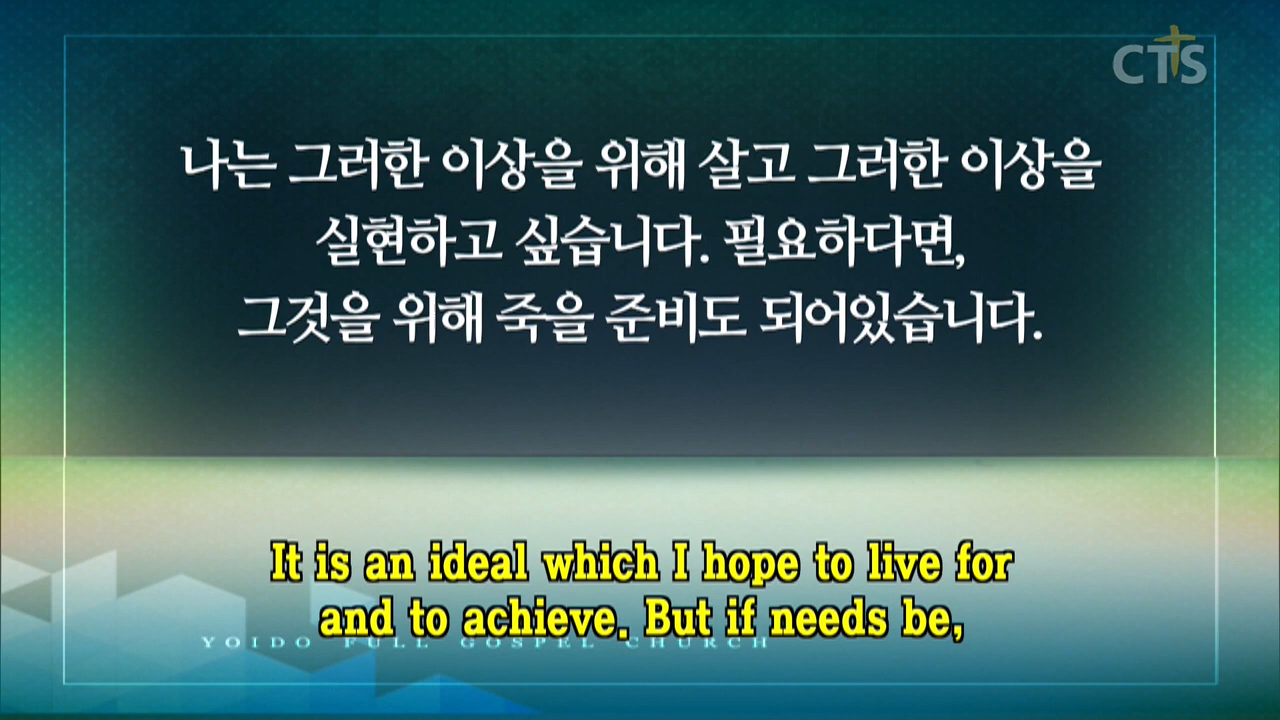 CTS
나는 그러한 이상을 위해 살고 그러한 이상을
실현하고 싶습니다. 필요하다면,
그것을 위해 죽을 준비도 되어있습니다.
It is an ideal which I hope to live for
and to achieve. But if needs be,
YOIDO FULL GOSPEL CHURCH